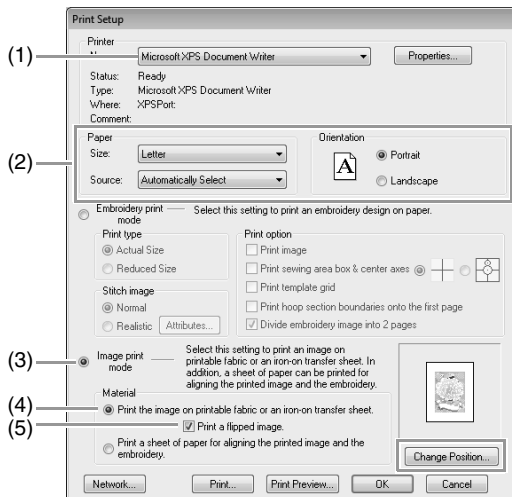 Print Setup
Printer
(1)
Microsoft XPS Document Writer
Properties...
Status: Ready
Type: Microsoft XPS Document Writer
Where: XPSPort:
Comment:
(2)
Paper
Size: Letter
Source: Automatically Select
Orientation
A
Portrait
Landscape
Embroidery print mode
Select this setting to print an embroidery design on paper.
Print type
Actual Size
Reduced Size
Stitch image
Normal
Realistic Attributes...
Print option
Print image
Print sewing area box & center axes
Print template grid
Print hoop section boundaries onto the first page
Divide embroidery image into 2 pages
(3)
Image print
mode
Select this setting to print an image on
printable fabric or an iron-on transfer sheet. In
addition, a sheet of paper can be printed for
aligning the printed image and the embroidery.
Material
(4)
Print the image on printable fabric or an iron-on transfer sheet.
(5)
Print a flipped image.
Print a sheet of paper for aligning the printed image and the
embroidery.
Change Position...
Network... Print... Print Preview... OK Cancel